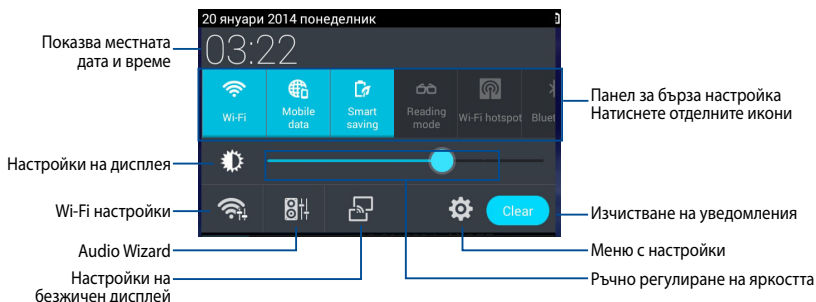 20 януари 2014 понеделник
03:22
Показва местната
дата и време
Wi-Fi
Mobile
data
Smart
saving
Reading
mode
Wi-Fi hotspot
Bluet
Панел за бърза настройка
Натиснете отделните икони
Настройки на дисплея
Wi-Fi настройки
Clear
Изчистване на уведомления
Audio Wizard
Меню с настройки
Настройки на
безжичен дисплей
Ръчно регулиране на яркостта